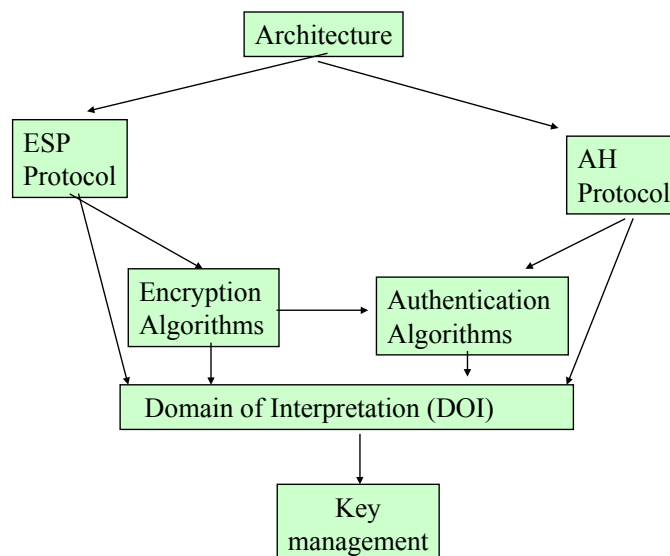 Architecture
ESP
Protocol
AH
Protocol
Encryption
Algorithms
Authentication
Algorithms
Domain of Interpretation (DOI)
Key
management